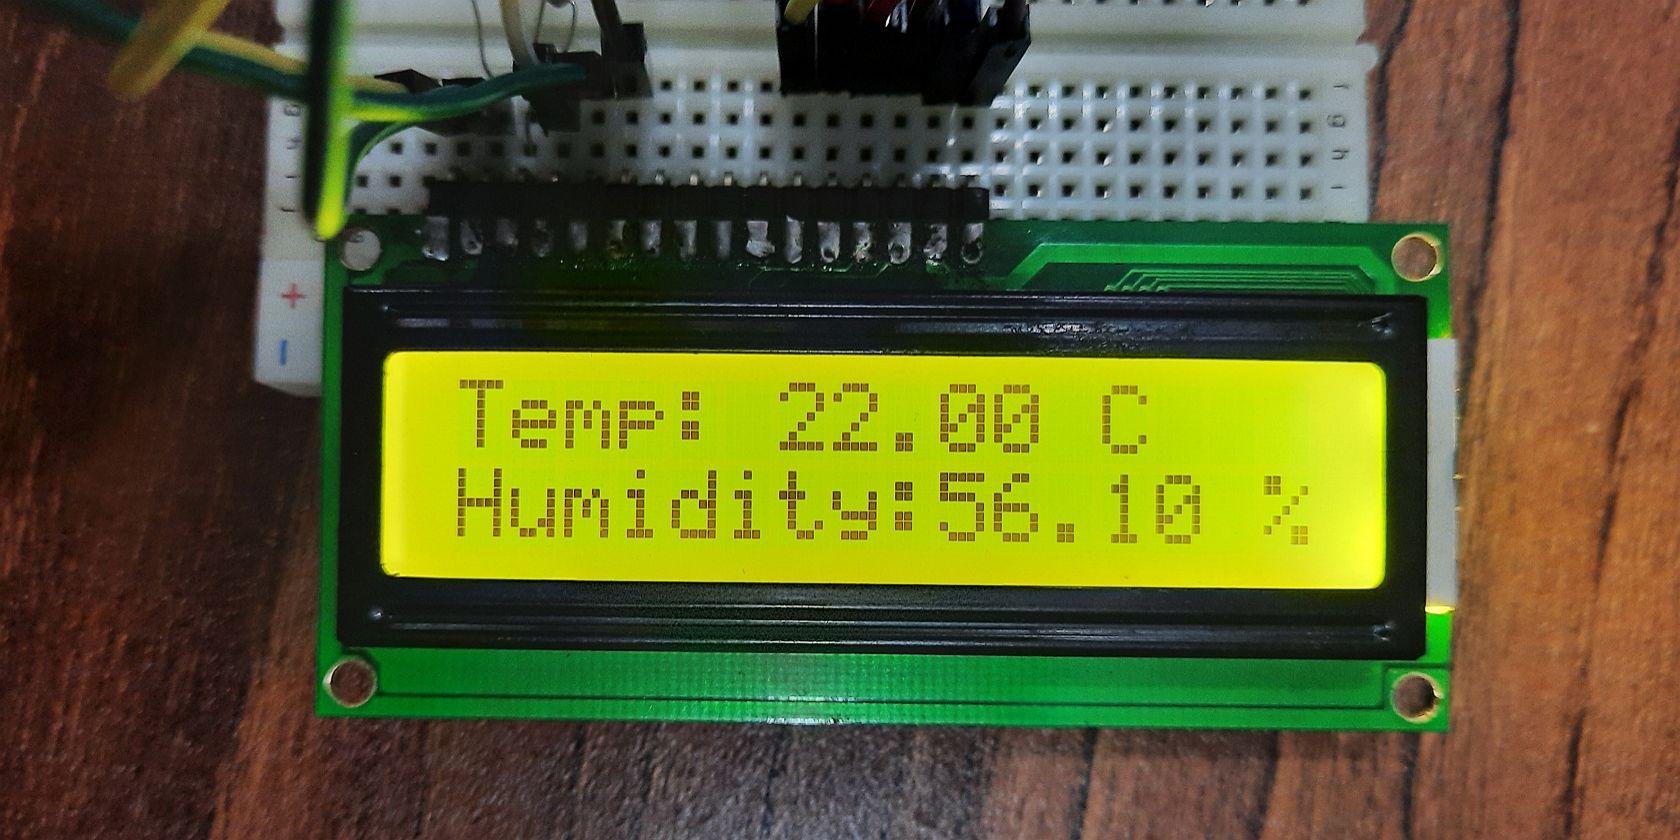 Temp: 22.00 C
Humidity:56.10 %
f
g
h
i
g
h
i
j
+
-